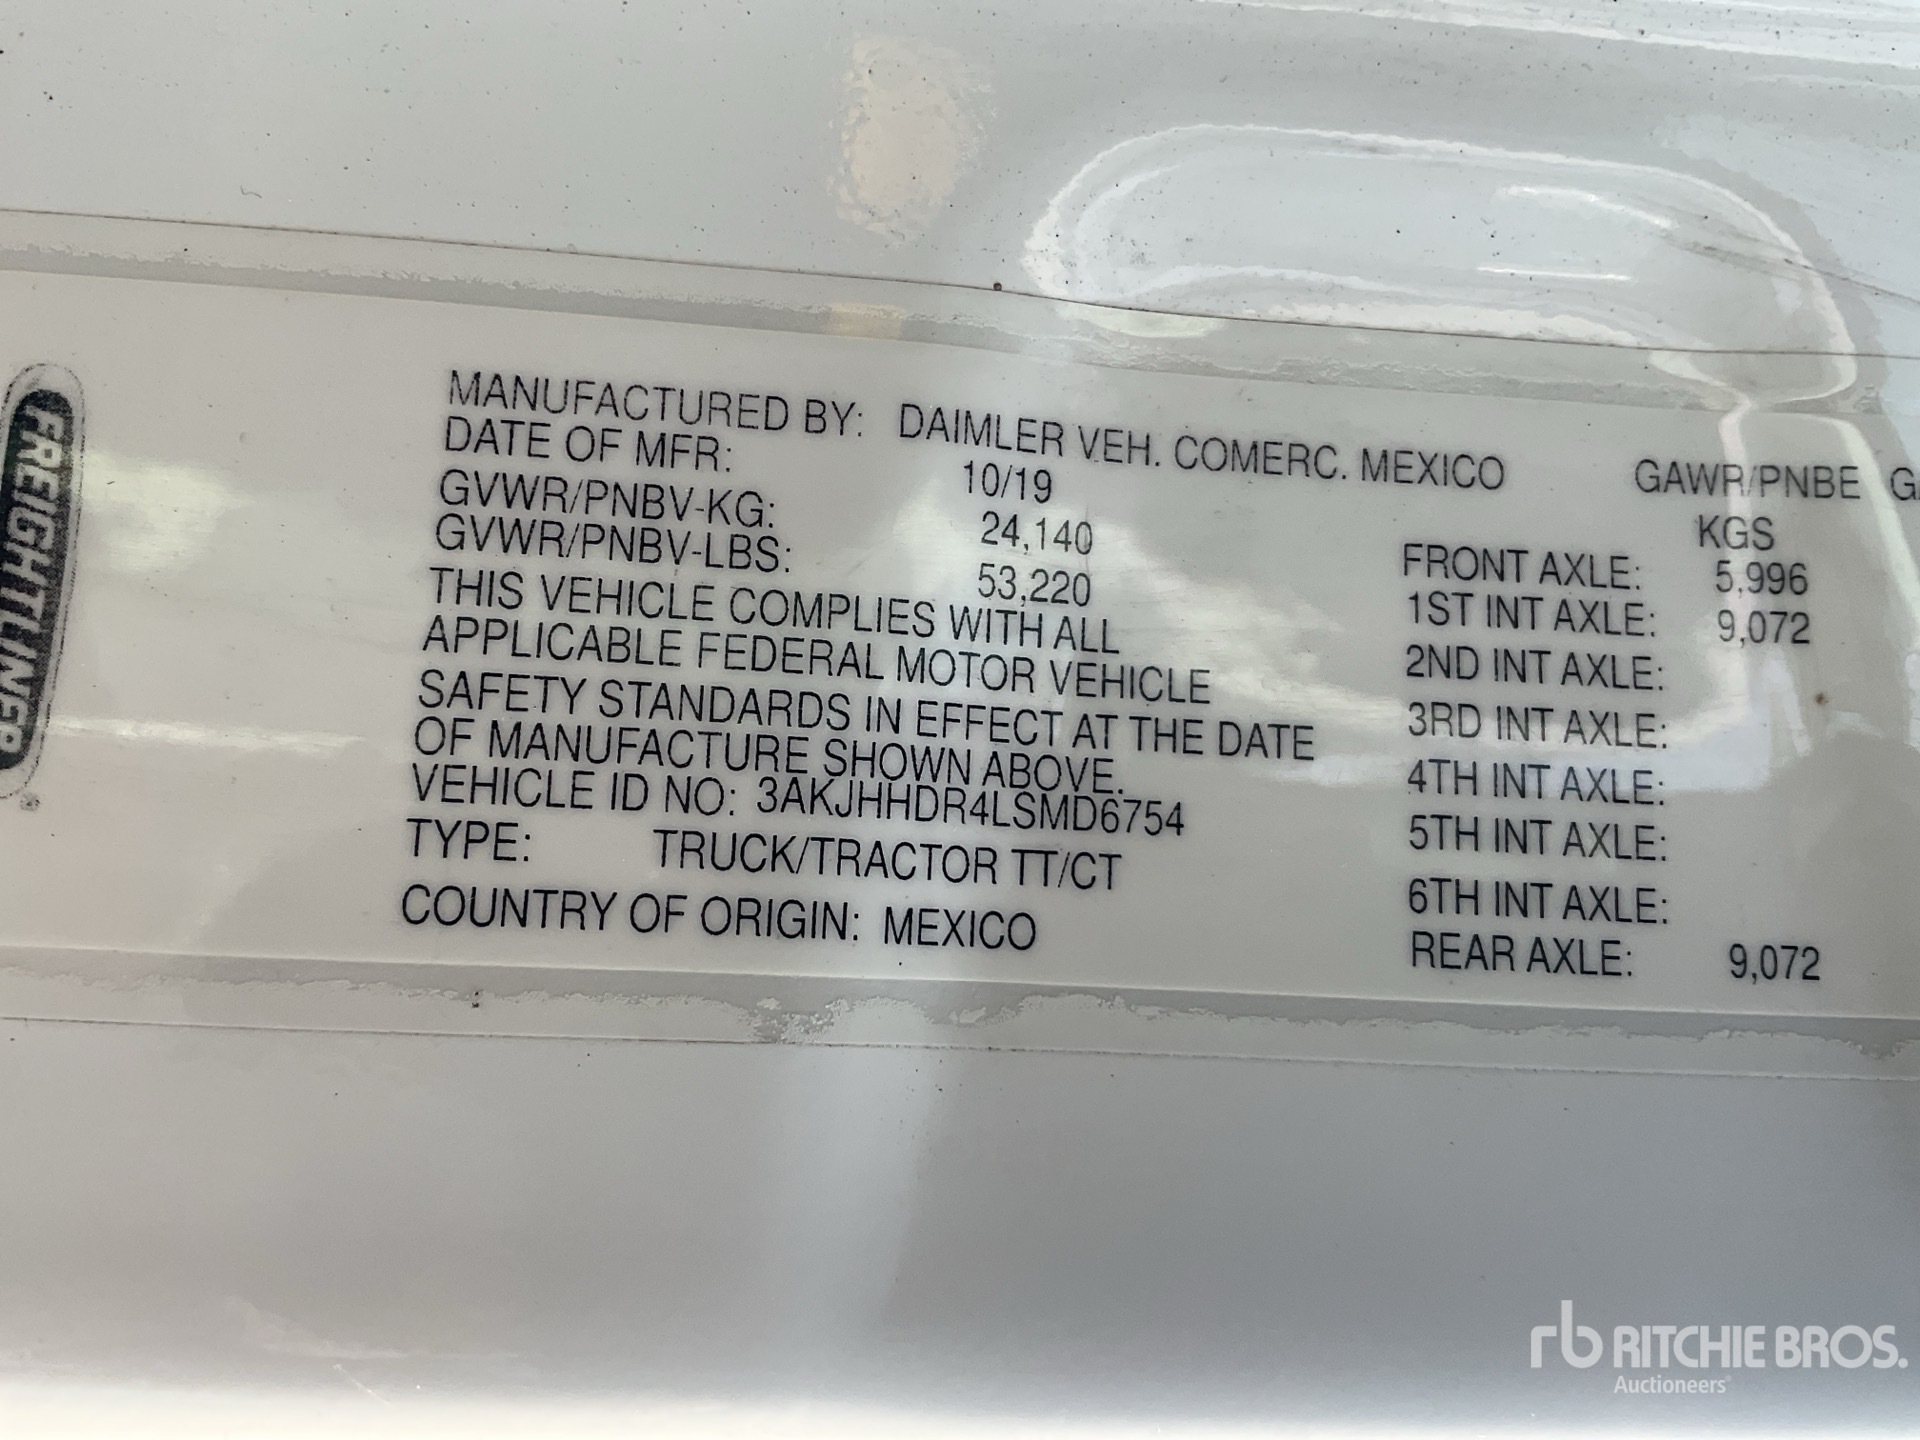 FREIGHTLINER®
MANUFACTURED BY: DAIMLER VEH. COMERC. MEXICO
DATE OF MFR: 10/19
GVWR/PNBV-KG: 24,140
GVWR/PNBV-LBS: 53,220
THIS VEHICLE COMPLIES WITH ALL
APPLICABLE FEDERAL MOTOR VEHICLE
SAFETY STANDARDS IN EFFECT AT THE DATE
OF MANUFACTURE SHOWN ABOVE.
VEHICLE ID NO: 3AKJHHDR4LSMD6754
TYPE: TRUCK/TRACTOR TT/CT
COUNTRY OF ORIGIN: MEXICO
GAWR/PNBE
KGS
FRONT AXLE: 5,996
1ST INT AXLE: 9,072
2ND INT AXLE:
3RD INT AXLE:
4TH INT AXLE:
5TH INT AXLE:
6TH INT AXLE:
REAR AXLE: 9,072
rb RITCHIE BROS.
Auctioneers